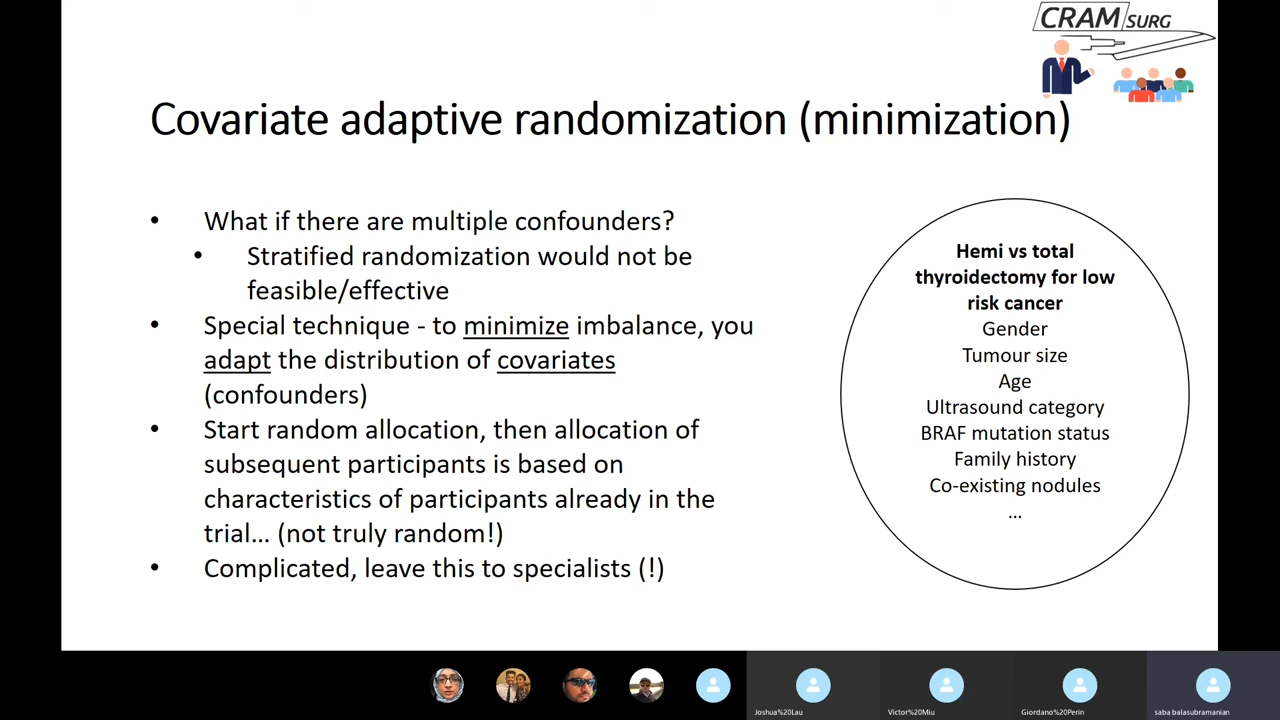 CRAM SURG
Covariate adaptive randomization (minimization)
• What if there are multiple confounders?
• Stratified randomization would not be
feasible/effective
• Special technique - to minimize imbalance, you
adapt the distribution of covariates
(confounders)
• Start random allocation, then allocation of
subsequent participants is based on
characteristics of participants already in the
trial... (not truly random!)
• Complicated, leave this to specialists (!)
Hemi vs total
thyroidectomy for low
risk cancer
Gender
Tumour size
Age
Ultrasound category
BRAF mutation status
Family history
Co-existing nodules
...
Joshua%20Lau
Victor%20Miu
Giordano%20Perin
saba balasubramanian